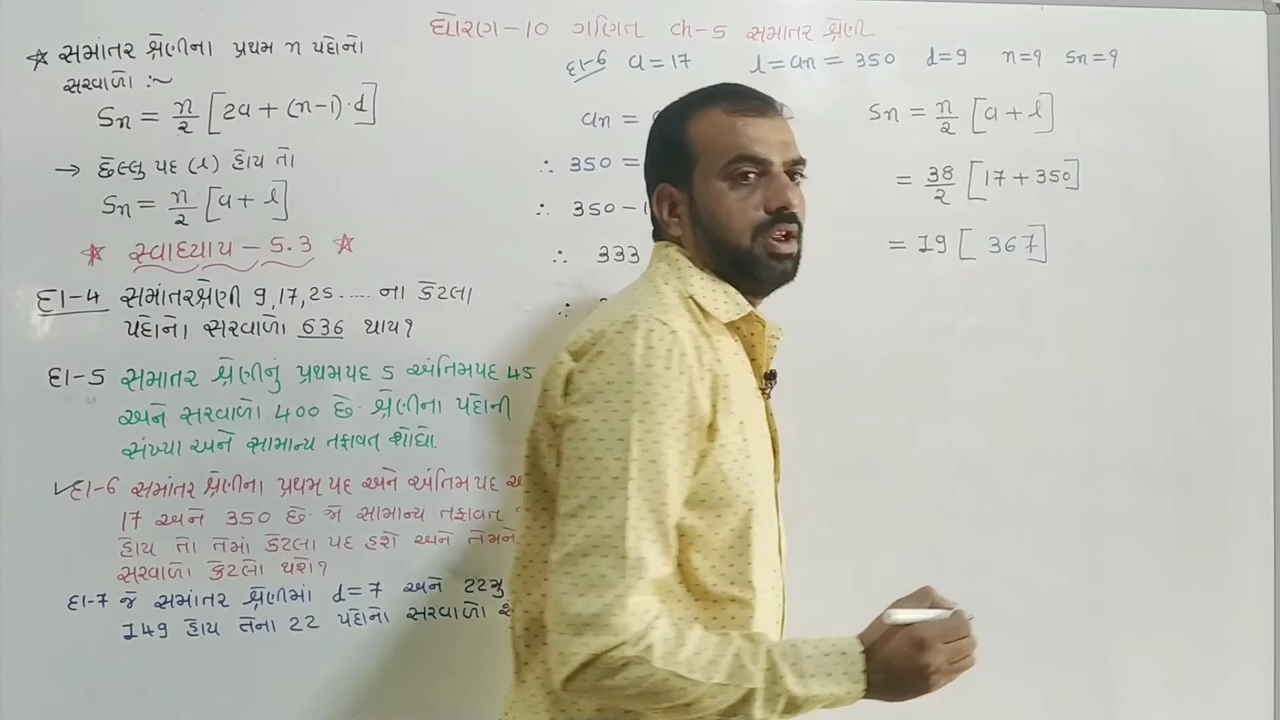 ધોરણ-10 ગણિત ch-5 સમાંતર શ્રેણી
☆ સમાંતર શ્રેણીના પ્રથમ n પદોનો
સરવાળો :~
Sn = n/2 [2a + (n-1)·d]
→ છેલ્લુ પદ (l) હોય તો
Sn = n/2 [a + l]
☆ સ્વાધ્યાય - 5.3 ☆
દા-4 સમાંતરશ્રેણી 9,17,25..... ના કેટલા
પદોનો સરવાળો 636 થાય?
દા-5 સમાંતર શ્રેણીનું પ્રથમપદ 5 અંતિમપદ 45
અને સરવાળો 400 છે. શ્રેણીના પદોની
સંખ્યા અને સામાન્ય તફાવત શોધો.
✓દા-6 સમાંતર શ્રેણીના પ્રથમ પદ અને અંતિમ પદ
17 અને 350 છે. જો સામાન્ય તફાવત
હોય તો તેમાં કેટલા પદ હશે અને તેમનો
સરવાળો કેટલો થશે?
દા-7 જે સમાંતર શ્રેણીમાં d=7 અને 22મુ
149 હોય તેના 22 પદોનો સરવાળો
દા-6 a = 17 l = an = 350 d=9 n=? Sn=?
an =
∴ 350 =
∴ 350 - 1
∴ 333
∴
Sn = n/2 [a + l]
= 38/2 [17 + 350]
= 19 [ 367]